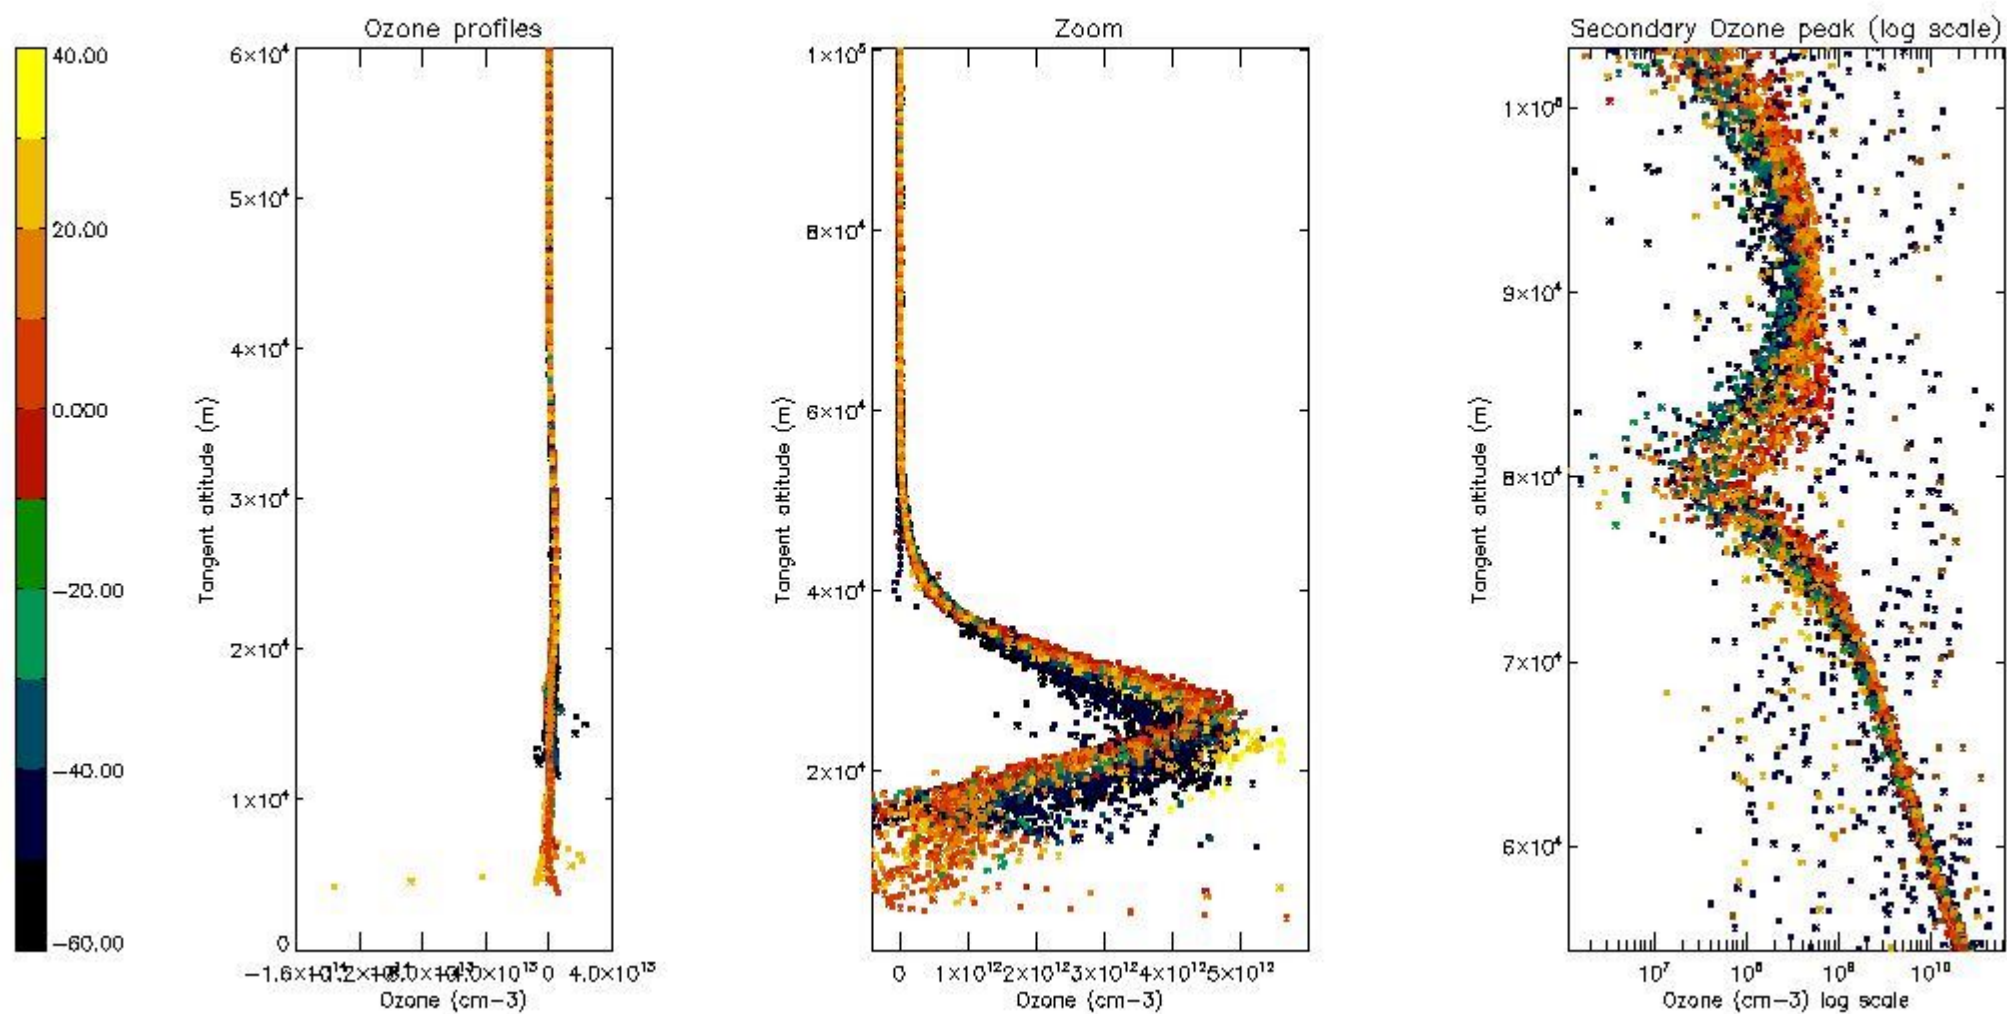 Ozone profiles
Zoom
Secondary Ozone peak (log scale)
40.00
20.00
0.000
−20.00
−40.00
−60.00
6×10⁴
5×10⁴
4×10⁴
3×10⁴
2×10⁴
1×10⁴
0
Tangent altitude (m)
0 4.0×10¹³
Ozone (cm−3)
1×10⁵
8×10⁴
6×10⁴
4×10⁴
2×10⁴
Tangent altitude (m)
0 1×10¹² 2×10¹² 3×10¹² 4×10¹² 5×10¹²
Ozone (cm−3)
9×10⁴
8×10⁴
7×10⁴
6×10⁴
Tangent altitude (m)
10⁷ 10⁸ 10⁹ 10¹⁰
Ozone (cm−3) log scale